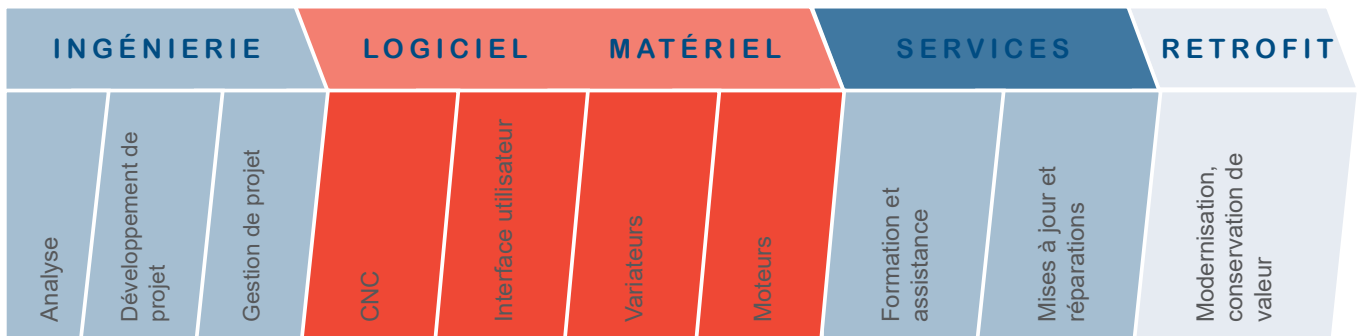 INGÉNIERIE
LOGICIEL
MATÉRIEL
SERVICES
RETROFIT
Analyse
Développement de
projet
Gestion de projet
CNC
Interface utilisateur
Variateurs
Moteurs
Formation et
assistance
Mises à jour et
réparations
Modernisation,
conservation de
valeur